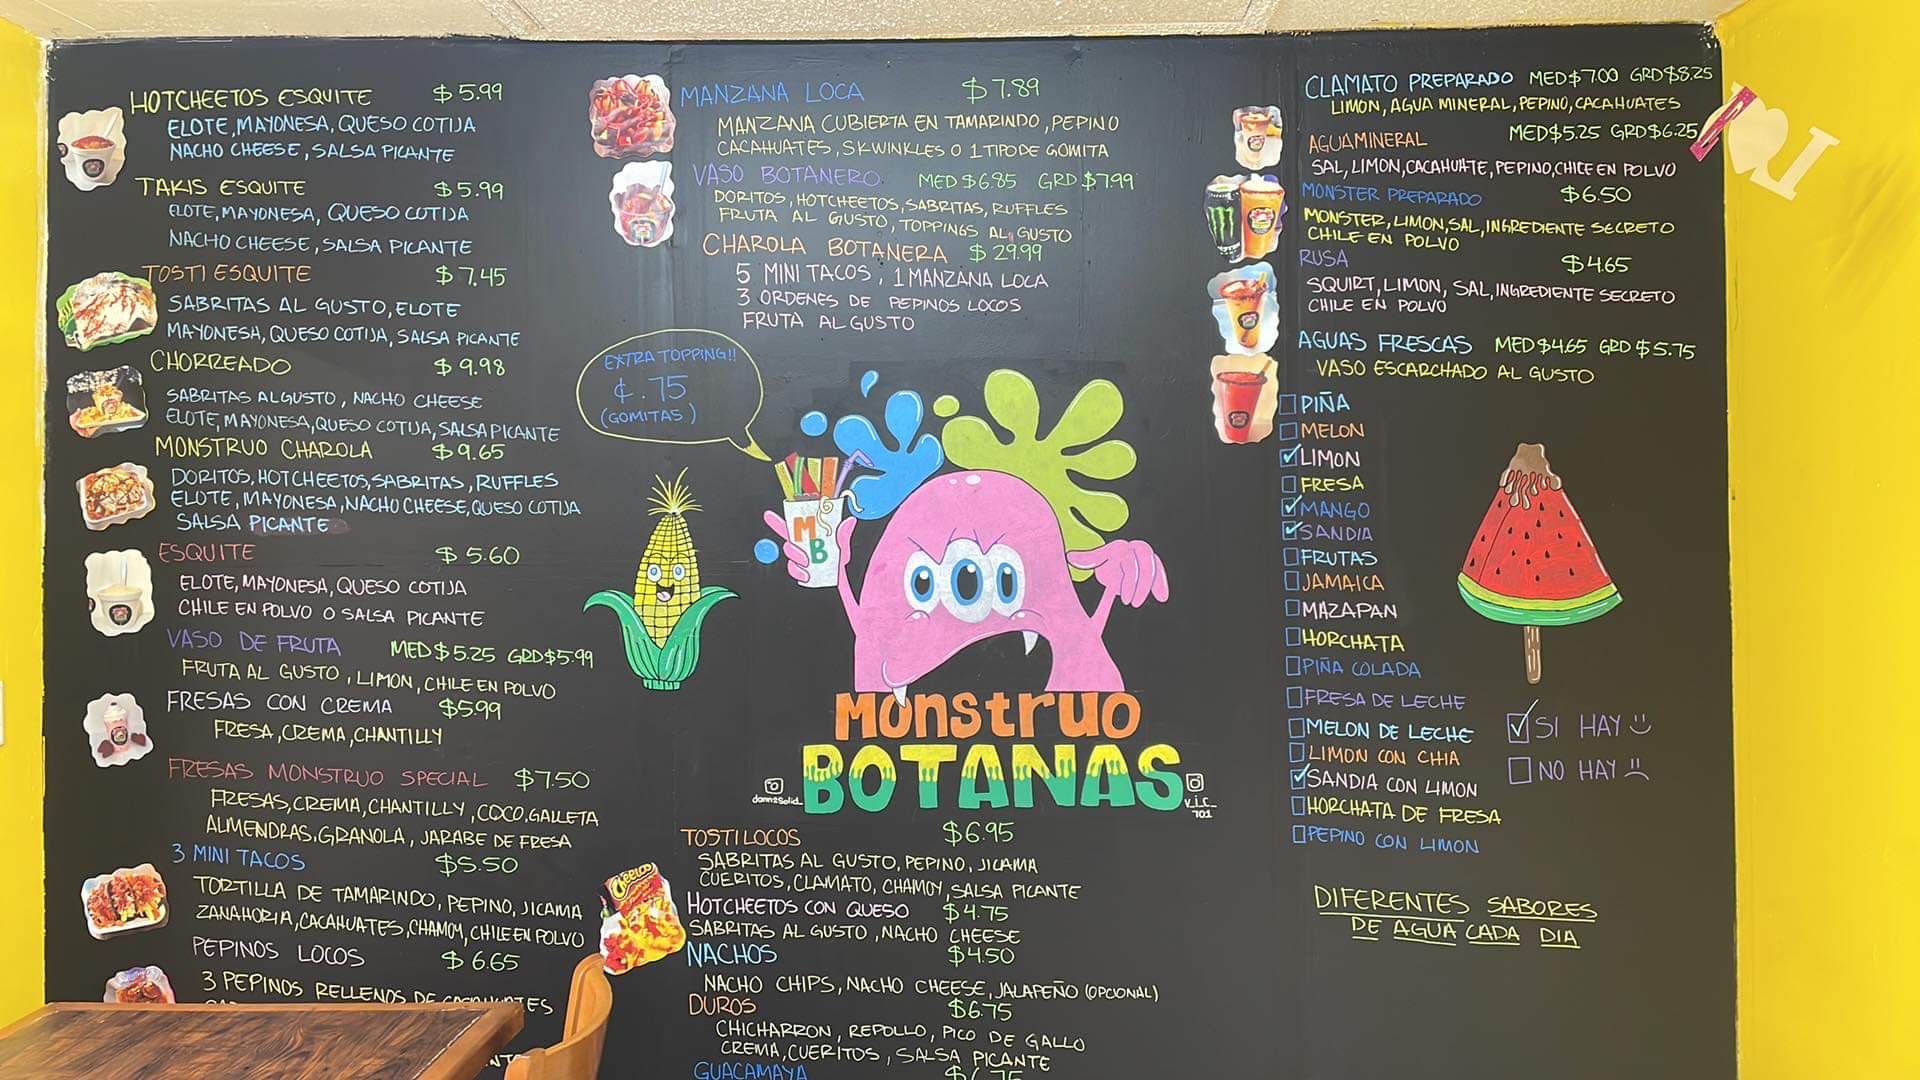 HOTCHEETOS ESQUITE $5.99
ELOTE, MAYONESA, QUESO COTIJA
NACHO CHEESE, SALSA PICANTE
TAKIS ESQUITE $5.99
ELOTE, MAYONESA, QUESO COTIJA
NACHO CHEESE, SALSA PICANTE
TOSTI ESQUITE $7.45
SABRITAS AL GUSTO, ELOTE
MAYONESA, QUESO COTIJA, SALSA PICANTE
CHORREADO $9.98
SABRITAS AL GUSTO, NACHO CHEESE
ELOTE, MAYONESA, QUESO COTIJA, SALSA PICANTE
MONSTRUO CHAROLA $9.65
DORITOS, HOTCHEETOS, SABRITAS, RUFFLES
ELOTE, MAYONESA, NACHO CHEESE, QUESO COTIJA
SALSA PICANTE
ESQUITE $5.60
ELOTE, MAYONESA, QUESO COTIJA
CHILE EN POLVO O SALSA PICANTE
VASO DE FRUTA MED $5.25 GRD $5.99
FRUTA AL GUSTO, LIMON, CHILE EN POLVO
FRESAS CON CREMA $5.99
FRESA, CREMA, CHANTILLY
FRESAS MONSTRUO SPECIAL $7.50
FRESAS, CREMA, CHANTILLY, COCO, GALLETA
ALMENDRAS, GRANOLA, JARABE DE FRESA
3 MINI TACOS $5.50
TORTILLA DE TAMARINDO, PEPINO, JICAMA
ZANAHORIA, CACAHUATES, CHAMOY, CHILE EN POLVO
PEPINOS LOCOS $6.65
3 PEPINOS RELLENOS DE CACAHUATES
MANZANA LOCA $7.89
MANZANA CUBIERTA EN TAMARINDO, PEPINO
CACAHUATES, SKWINKLES O 1 TIPO DE GOMITA
VASO BOTANERO MED $6.85 GRD $7.99
DORITOS, HOTCHEETOS, SABRITAS, RUFFLES
FRUTA AL GUSTO, TOPPINGS AL GUSTO
CHAROLA BOTANERA $29.99
5 MINI TACOS, 1 MANZANA LOCA
3 ORDENES DE PEPINOS LOCOS
FRUTA AL GUSTO
EXTRA TOPPING!!
¢.75
(GOMITAS)
MB
MONSTRUO
BOTANAS
damn2solid_
v_i_c_
701
TOSTILOCOS $6.95
SABRITAS AL GUSTO, PEPINO, JICAMA
CUERITOS, CLAMATO, CHAMOY, SALSA PICANTE
Cheetos
HOTCHEETOS CON QUESO $4.75
SABRITAS AL GUSTO, NACHO CHEESE
NACHOS $4.50
NACHO CHIPS, NACHO CHEESE, JALAPEÑO (OPCIONAL)
DUROS $6.75
CHICHARRON, REPOLLO, PICO DE GALLO
CREMA, CUERITOS, SALSA PICANTE
GUACAMAYA $6.75
CLAMATO PREPARADO MED $7.00 GRD $8.25
LIMON, AGUA MINERAL, PEPINO, CACAHUATES
AGUAMINERAL MED $5.25 GRD $6.25
SAL, LIMON, CACAHUATE, PEPINO, CHILE EN POLVO
MONSTER PREPARADO $6.50
MONSTER, LIMON, SAL, INGREDIENTE SECRETO
CHILE EN POLVO
RUSA $4.65
SQUIRT, LIMON, SAL, INGREDIENTE SECRETO
CHILE EN POLVO
AGUAS FRESCAS MED $4.65 GRD $5.75
VASO ESCARCHADO AL GUSTO
PIÑA
MELON
LIMON
FRESA
MANGO
SANDIA
FRUTAS
JAMAICA
MAZAPAN
HORCHATA
PIÑA COLADA
FRESA DE LECHE
MELON DE LECHE
LIMON CON CHIA
SANDIA CON LIMON
HORCHATA DE FRESA
PEPINO CON LIMON
SI HAY
NO HAY
DIFERENTES SABORES
DE AGUA CADA DIA